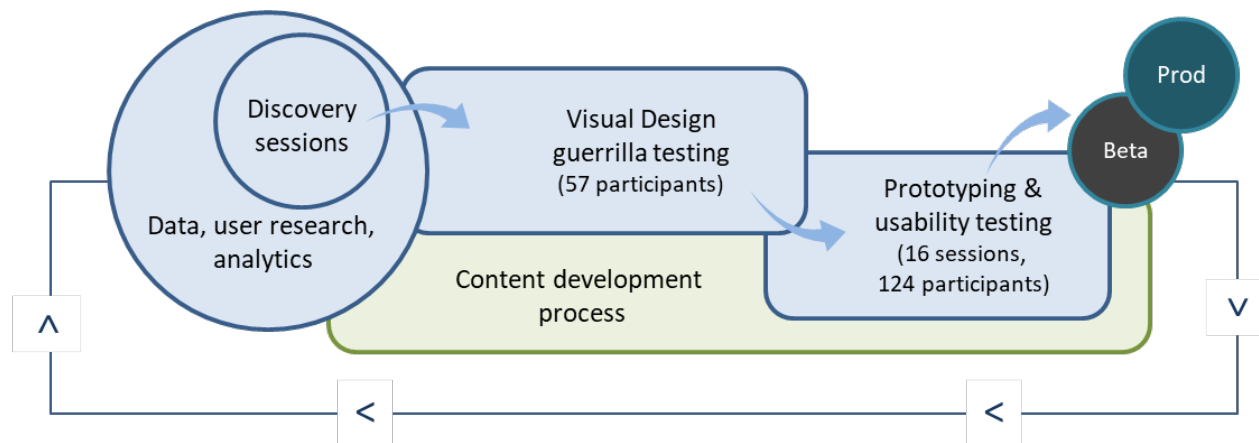 Discovery
sessions
Data, user research,
analytics
Visual Design
guerrilla testing
(57 participants)
Content development
process
Prototyping &
usability testing
(16 sessions,
124 participants)
Beta
Prod
<
v
<
<